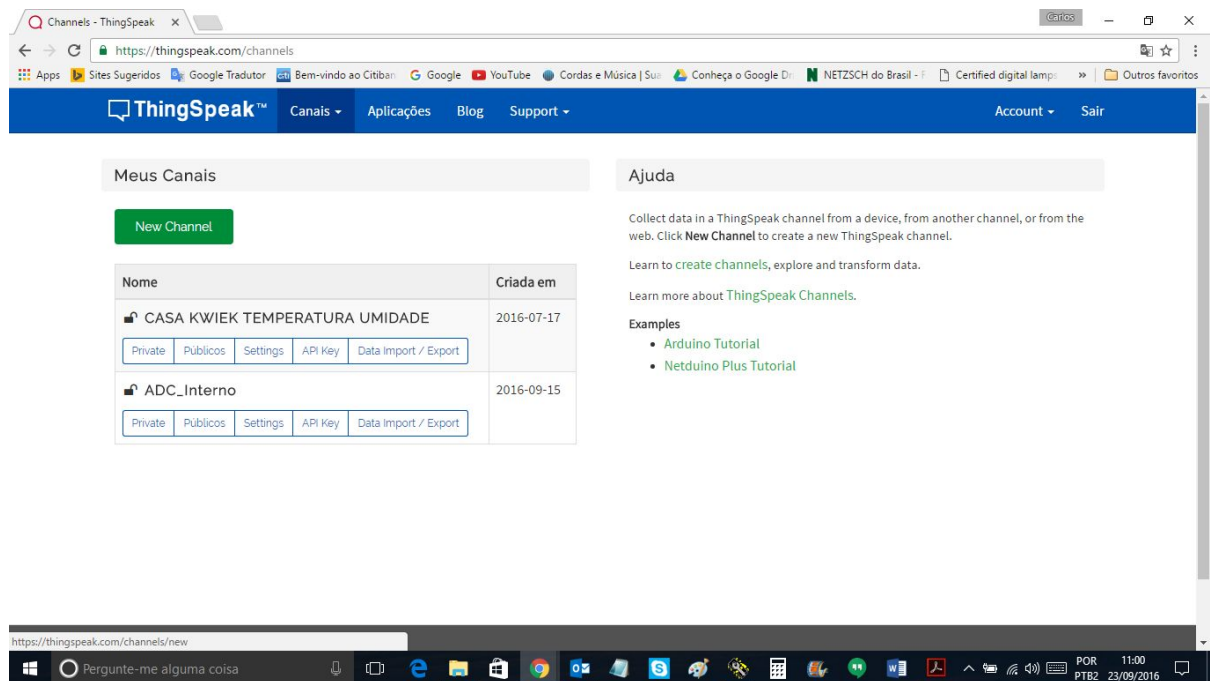 Channels - ThingSpeak
Carlos
https://thingspeak.com/channels
Apps Sites Sugeridos Google Tradutor citi Bem-vindo ao Citiban G Google YouTube Cordas e Música | Sua Conheça o Google Dri N NETZSCH do Brasil - F Certified digital lamps » Outros favoritos
ThingSpeak™ Canais Aplicações Blog Support Account Sair
Meus Canais
New Channel
Nome Criada em
CASA KWIEK TEMPERATURA UMIDADE 2016-07-17
Private Públicos Settings API Key Data Import / Export
ADC_Interno 2016-09-15
Private Públicos Settings API Key Data Import / Export
Ajuda
Collect data in a ThingSpeak channel from a device, from another channel, or from the
web. Click New Channel to create a new ThingSpeak channel.
Learn to create channels, explore and transform data.
Learn more about ThingSpeak Channels.
Examples
• Arduino Tutorial
• Netduino Plus Tutorial
https://thingspeak.com/channels/new
Pergunte-me alguma coisa
POR 11:00
PTB2 23/09/2016